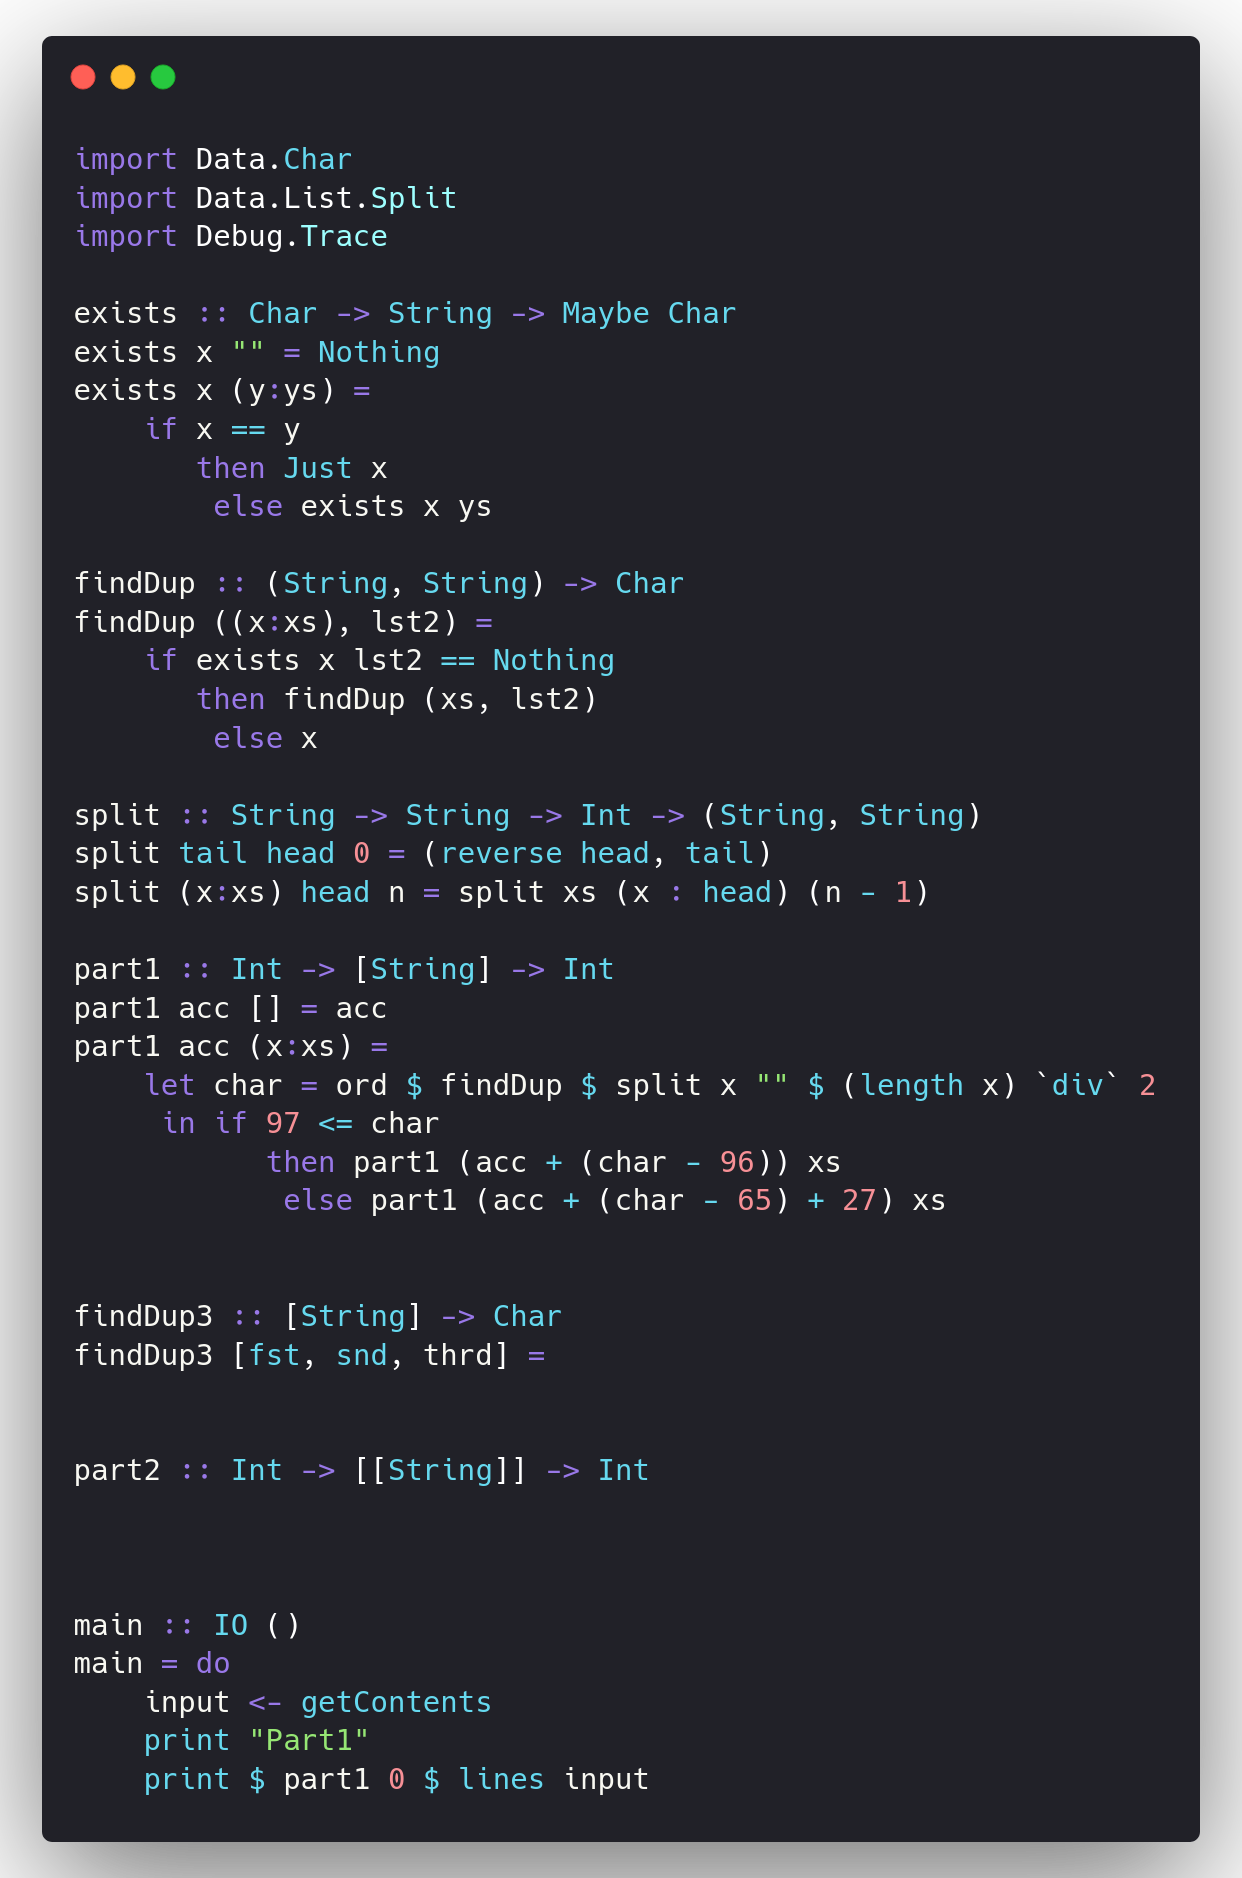 import Data.Char
import Data.List.Split
import Debug.Trace

exists :: Char -> String -> Maybe Char
exists x "" = Nothing
exists x (y:ys) =
    if x == y
       then Just x
        else exists x ys

findDup :: (String, String) -> Char
findDup ((x:xs), lst2) =
    if exists x lst2 == Nothing
       then findDup (xs, lst2)
        else x

split :: String -> String -> Int -> (String, String)
split tail head 0 = (reverse head, tail)
split (x:xs) head n = split xs (x : head) (n - 1)

part1 :: Int -> [String] -> Int
part1 acc [] = acc
part1 acc (x:xs) =
    let char = ord $ findDup $ split x "" $ (length x) `div` 2
     in if 97 <= char
           then part1 (acc + (char - 96)) xs
            else part1 (acc + (char - 65) + 27) xs


findDup3 :: [String] -> Char
findDup3 [fst, snd, thrd] =


part2 :: Int -> [[String]] -> Int



main :: IO ()
main = do
    input <- getContents
    print "Part1"
    print $ part1 0 $ lines input